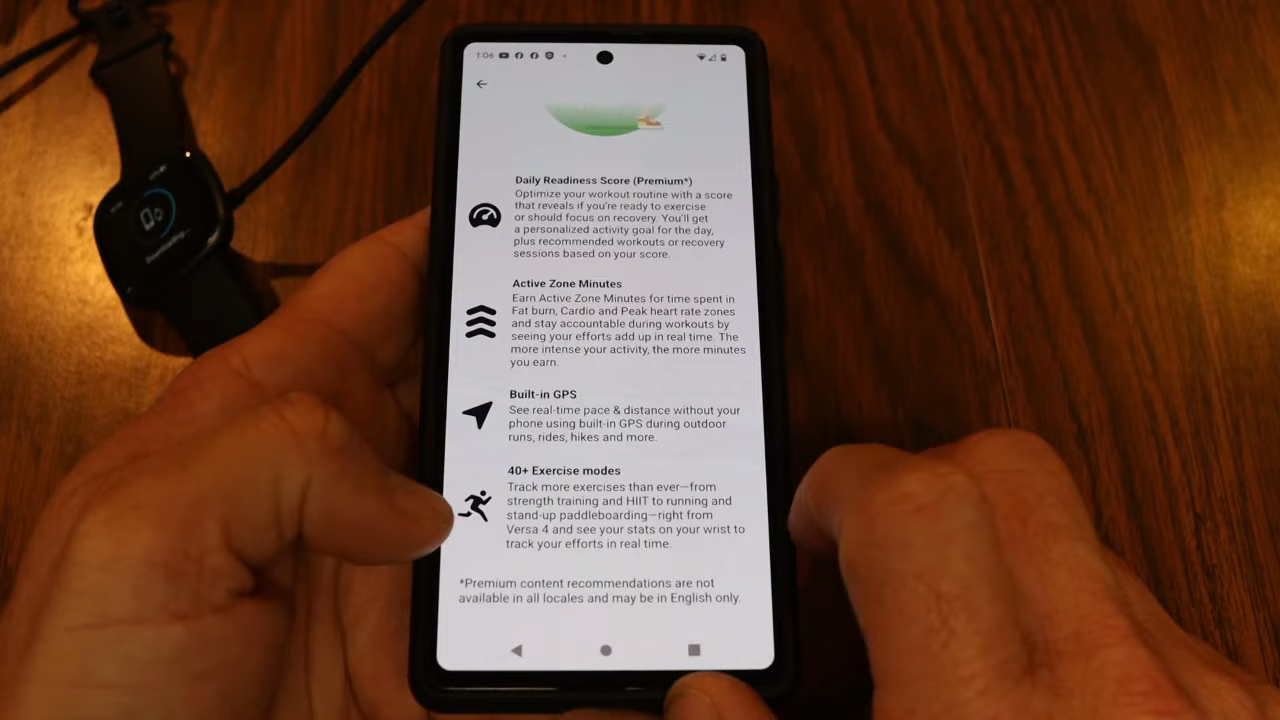 1:06
Daily Readiness Score (Premium*)
Optimize your workout routine with a score
that reveals if you're ready to exercise
or should focus on recovery. You'll get
a personalized activity goal for the day,
plus recommended workouts or recovery
sessions based on your score.
Active Zone Minutes
Earn Active Zone Minutes for time spent in
Fat burn, Cardio and Peak heart rate zones
and stay accountable during workouts by
seeing your efforts add up in real time. The
more intense your activity, the more minutes
you earn.
Built-in GPS
See real-time pace & distance without your
phone using built-in GPS during outdoor
runs, rides, hikes and more.
40+ Exercise modes
Track more exercises than ever—from
strength training and HIIT to running and
stand-up paddleboarding—right from
Versa 4 and see your stats on your wrist to
track your efforts in real time.
*Premium content recommendations are not
available in all locales and may be in English only.
Downloading...